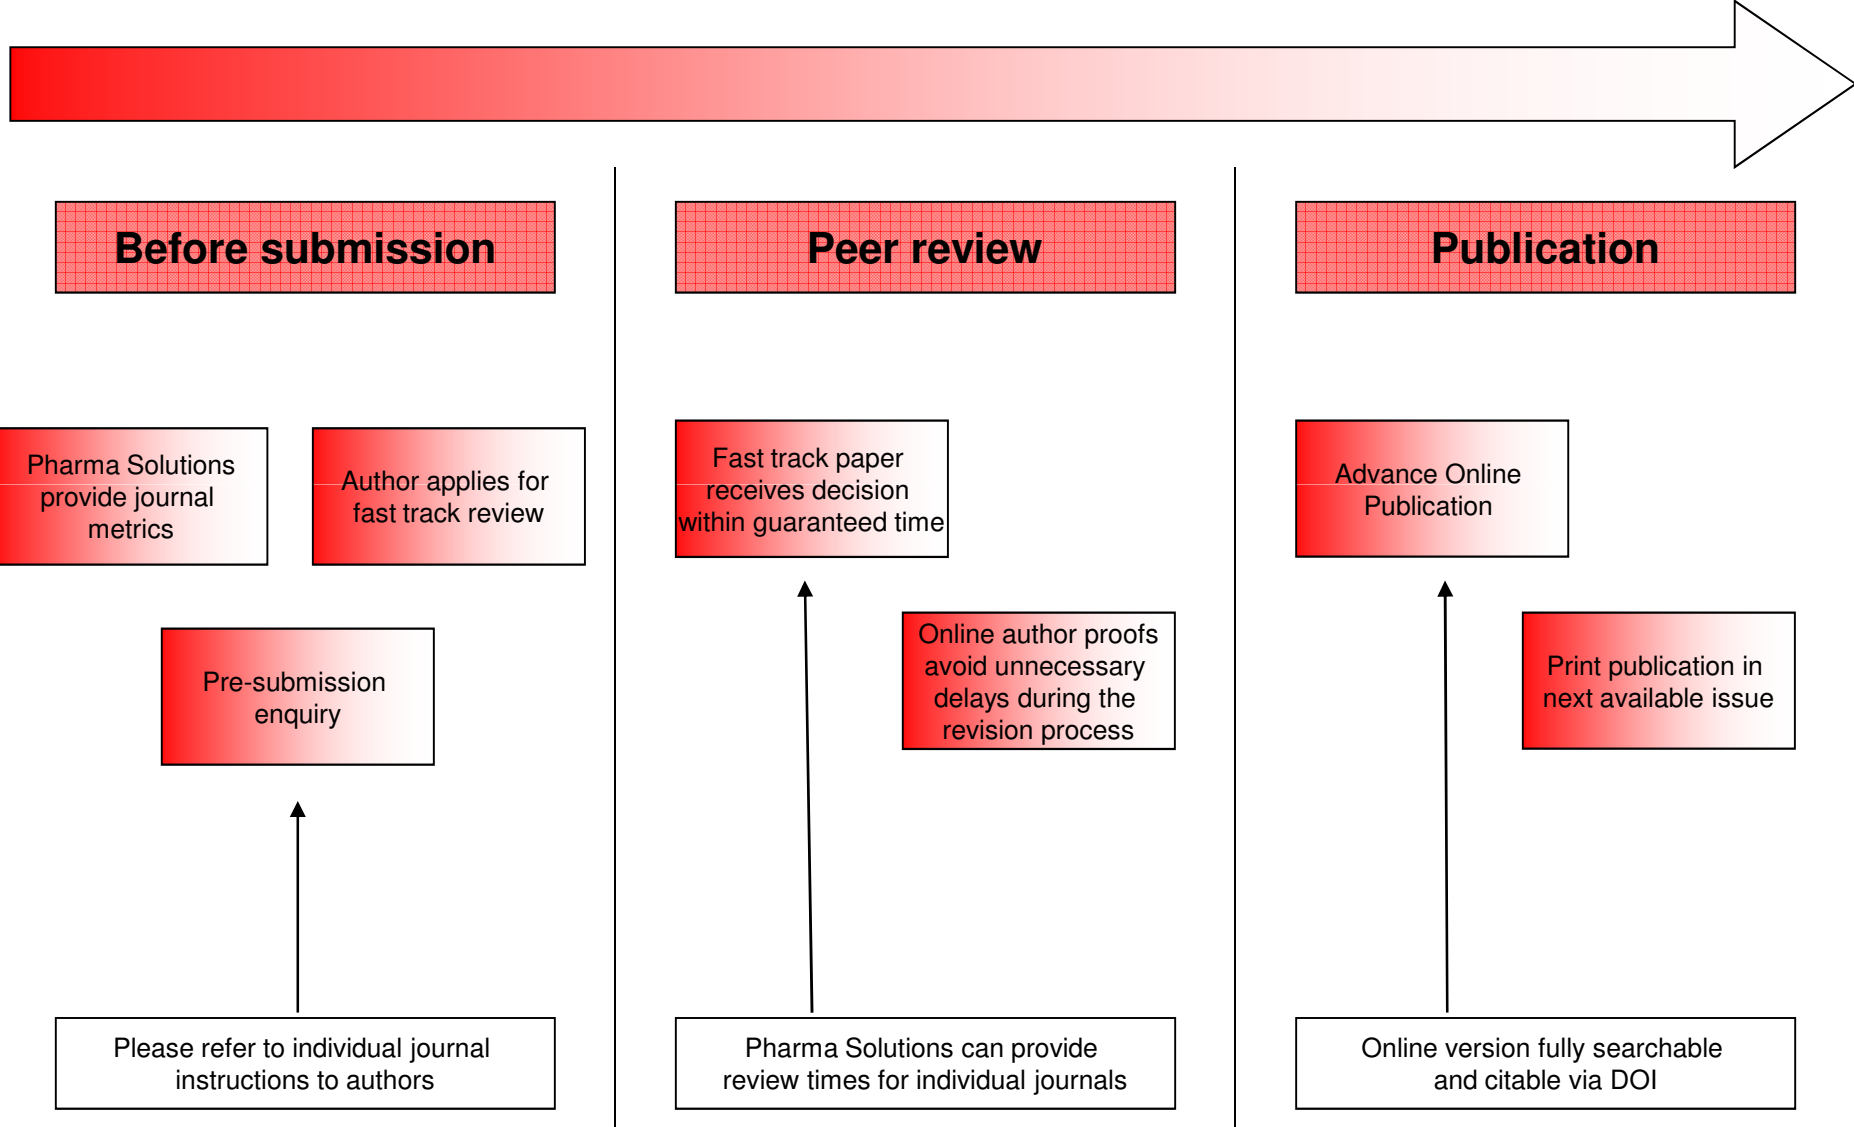 Before submission
Peer review
Publication
Pharma Solutions
provide journal
metrics
Author applies for
fast track review
Pre-submission
enquiry
Please refer to individual journal
instructions to authors
Fast track paper
receives decision
within guaranteed time
Online author proofs
avoid unnecessary
delays during the
revision process
Pharma Solutions can provide
review times for individual journals
Advance Online
Publication
Print publication in
next available issue
Online version fully searchable
and citable via DOI